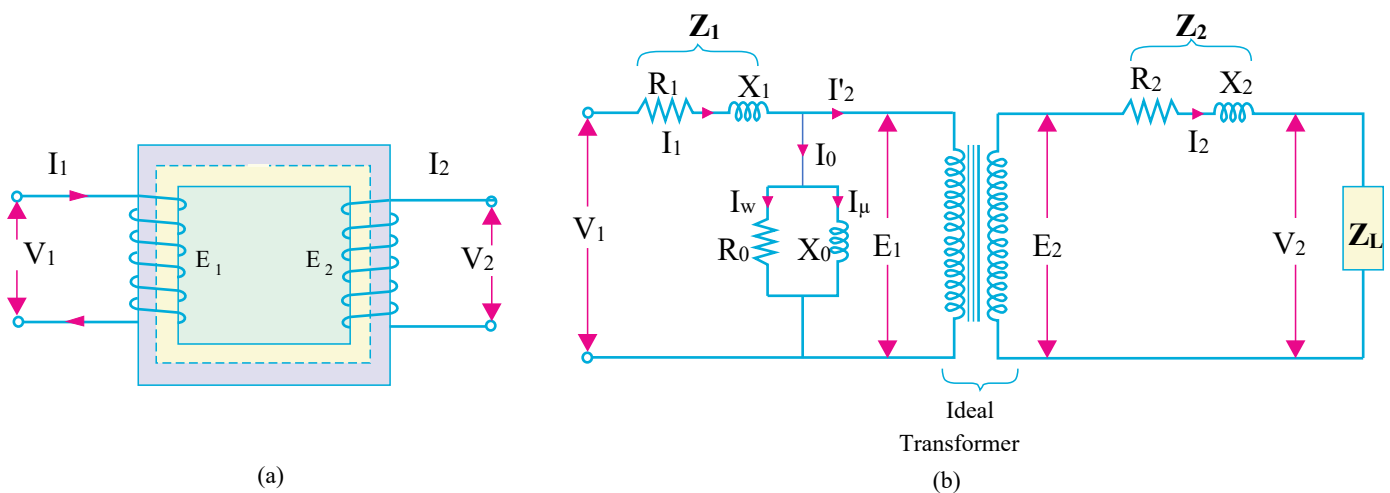 I1
I2
V1
E 1
E 2
V2
(a)
Z1
Z2
R1
X1
I'2
R2
X2
I1
I0
I2
Iw
Iμ
V1
R0
X0
E1
E2
V2
ZL
Ideal
Transformer
(b)